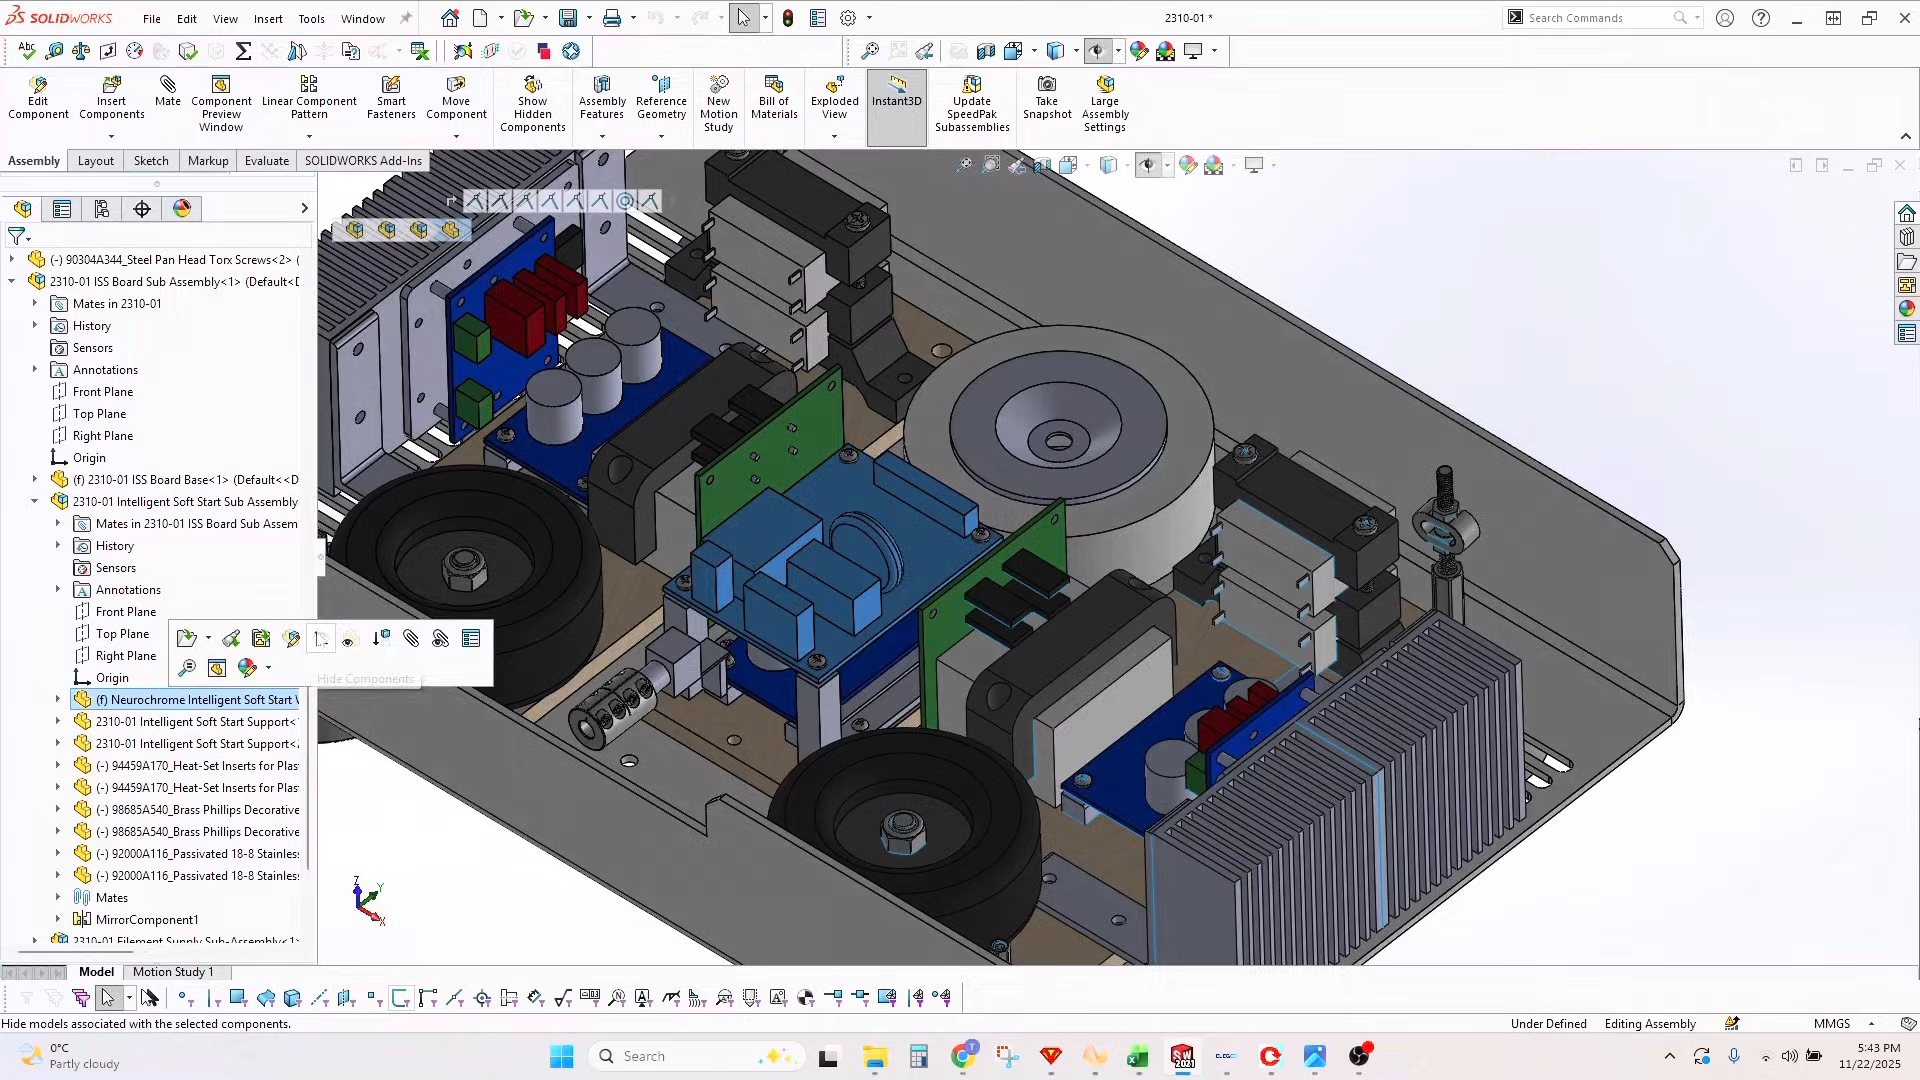 SOLIDWORKS
File Edit View Insert Tools Window
2310-01 *
Search Commands
Edit Component
Insert Components
Mate
Component Preview Window
Linear Component Pattern
Smart Fasteners
Move Component
Show Hidden Components
Assembly Features
Reference Geometry
New Motion Study
Bill of Materials
Exploded View
Instant3D
Update SpeedPak Subassemblies
Take Snapshot
Large Assembly Settings
Assembly Layout Sketch Markup Evaluate SOLIDWORKS Add-Ins
(-) 90304A344_Steel Pan Head Torx Screws<2> (
2310-01 ISS Board Sub Assembly<1> (Default<D
Mates in 2310-01
History
Sensors
Annotations
Front Plane
Top Plane
Right Plane
Origin
(f) 2310-01 ISS Board Base<1> (Default<<D
2310-01 Intelligent Soft Start Sub Assembly
Mates in 2310-01 ISS Board Sub Assem
History
Sensors
Annotations
Front Plane
Top Plane
Right Plane
Origin
Hide Components
(f) Neurochrome Intelligent Soft Start
2310-01 Intelligent Soft Start Support<
2310-01 Intelligent Soft Start Support<
(-) 94459A170_Heat-Set Inserts for Plas
(-) 94459A170_Heat-Set Inserts for Plas
(-) 98685A540_Brass Phillips Decorative
(-) 98685A540_Brass Phillips Decorative
(-) 92000A116_Passivated 18-8 Stainles
(-) 92000A116_Passivated 18-8 Stainles
Mates
MirrorComponent1
2310-01 Filement Supply Sub-Assembly<1>
Z Y X
Model Motion Study 1
Hide models associated with the selected components.
Under Defined Editing Assembly MMGS
0°C
Partly cloudy
Search
5:43 PM
11/22/2025